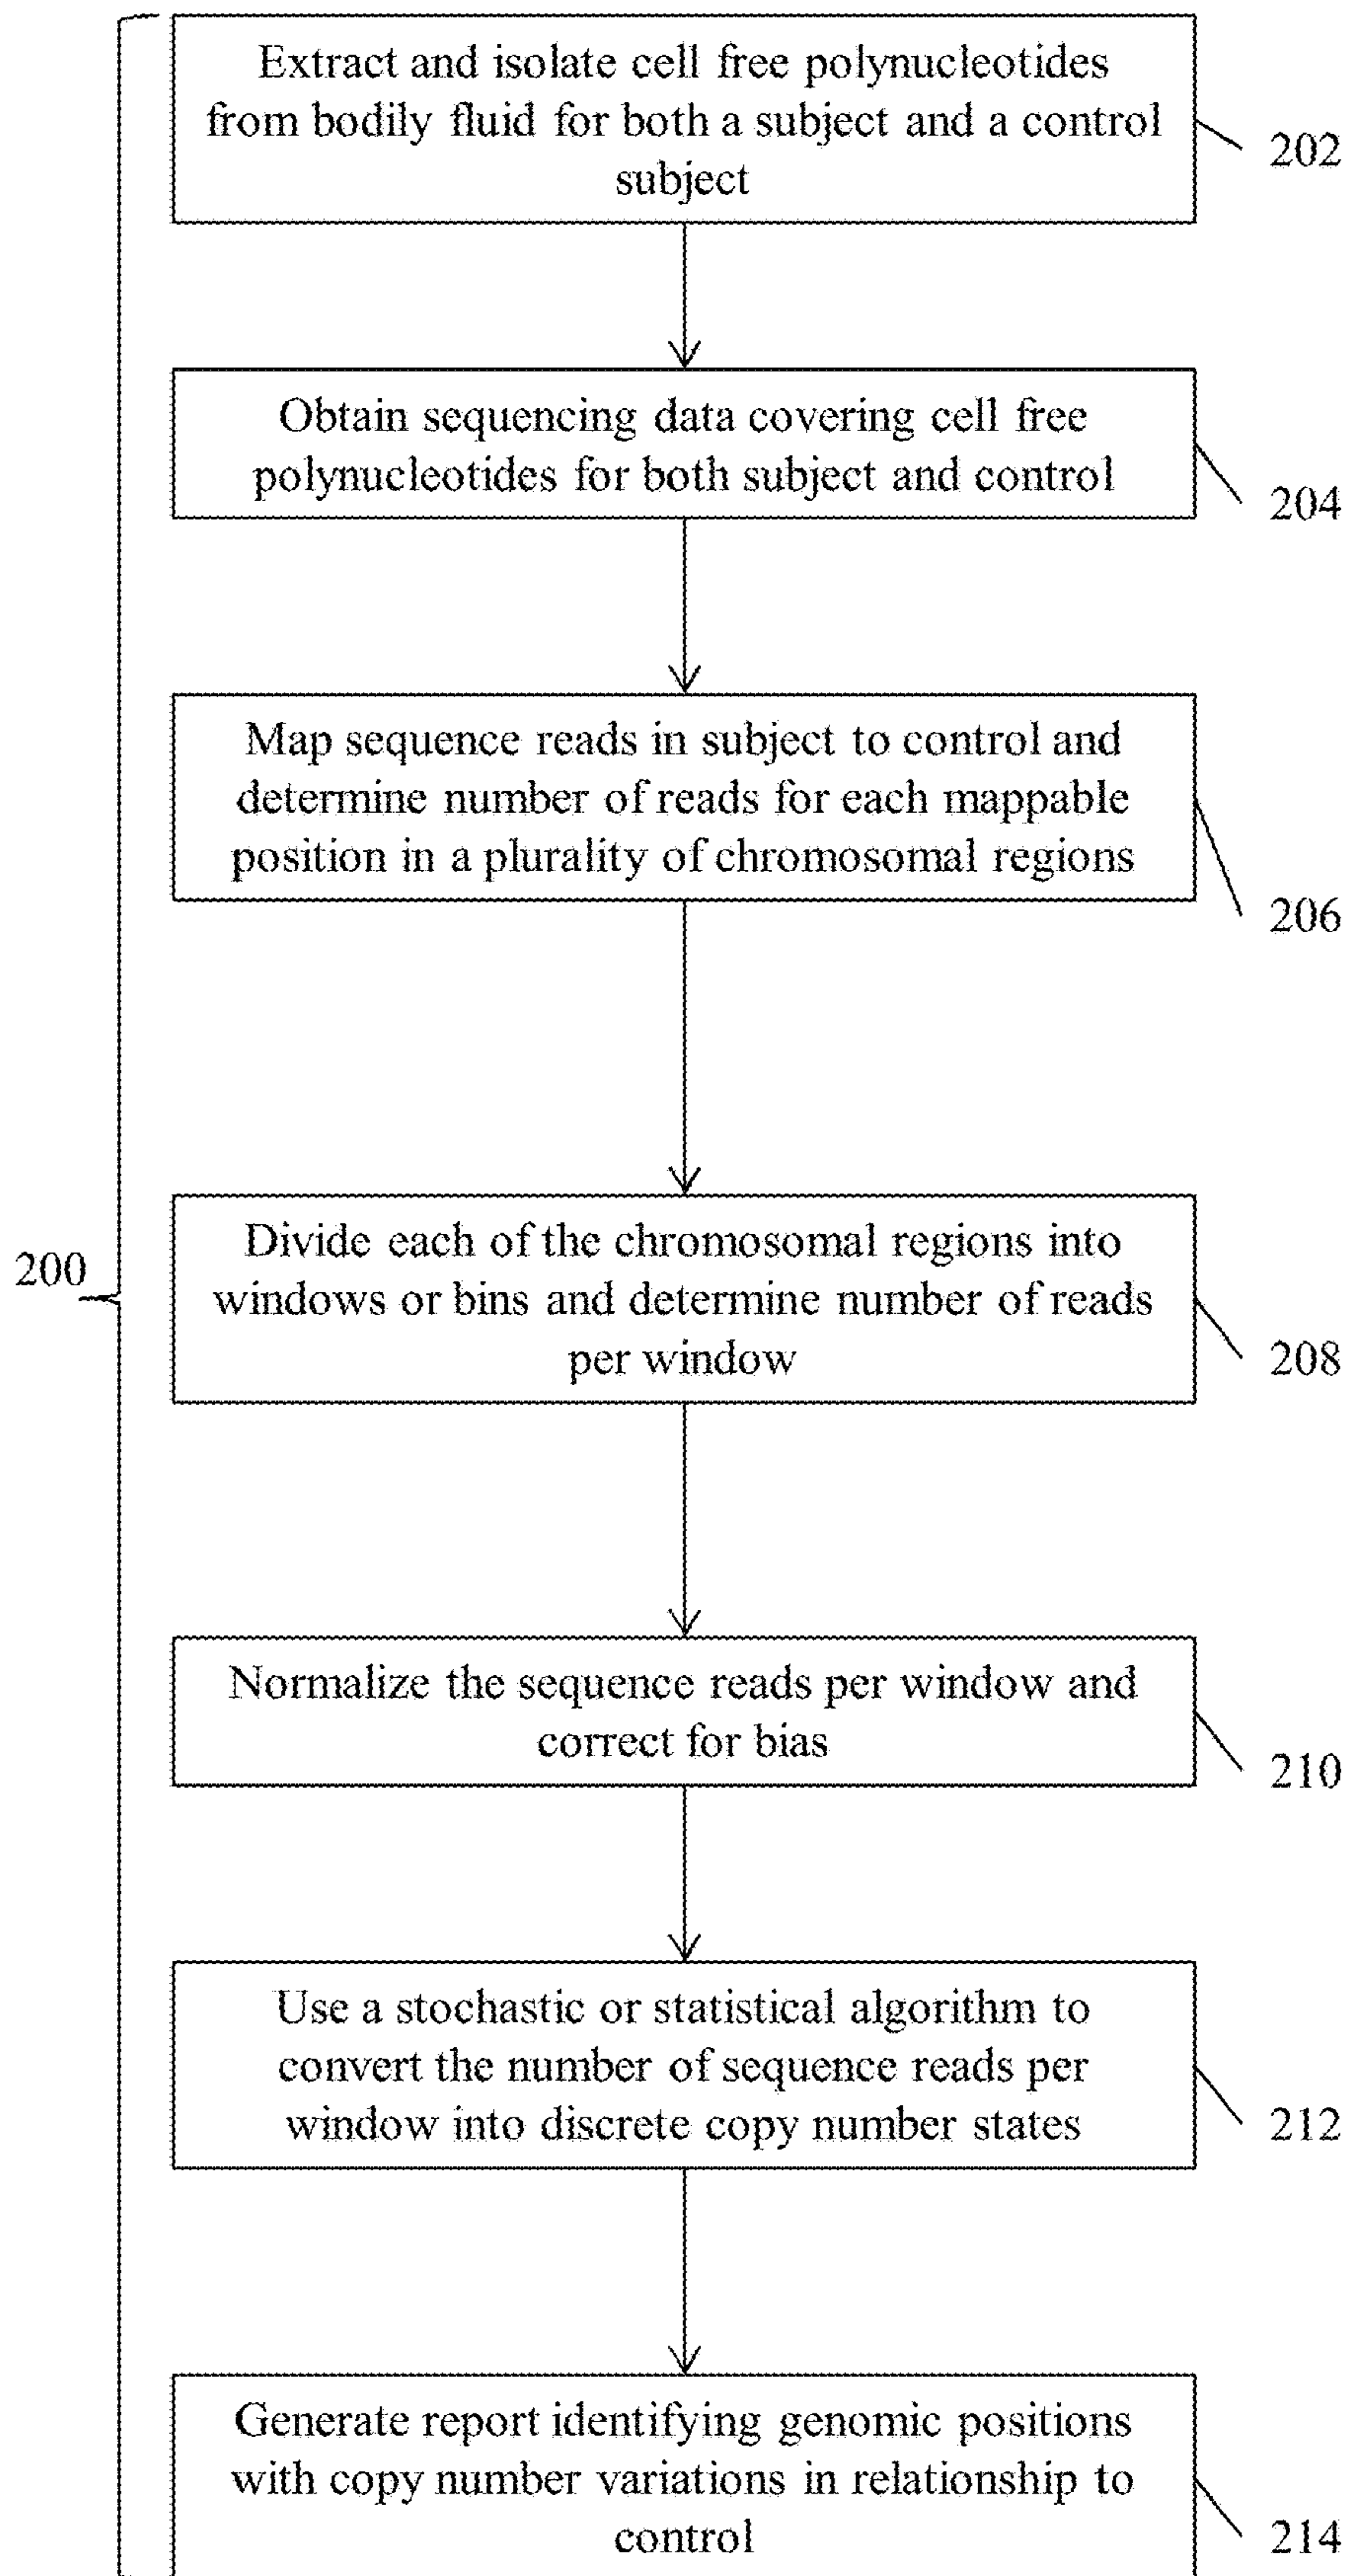 Extract and isolate cell free polynucleotides
from bodily fluid for both a subject and a control
subject
202
Obtain sequencing data covering cell free
polynucleotides for both subject and control
204
Map sequence reads in subject to control and
determine number of reads for each mappable
position in a plurality of chromosomal regions
206
200
Divide each of the chromosomal regions into
windows or bins and determine number of reads
per window
208
Normalize the sequence reads per window and
correct for bias
210
Use a stochastic or statistical algorithm to
convert the number of sequence reads per
window into discrete copy number states
212
Generate report identifying genomic positions
with copy number variations in relationship to
control
214